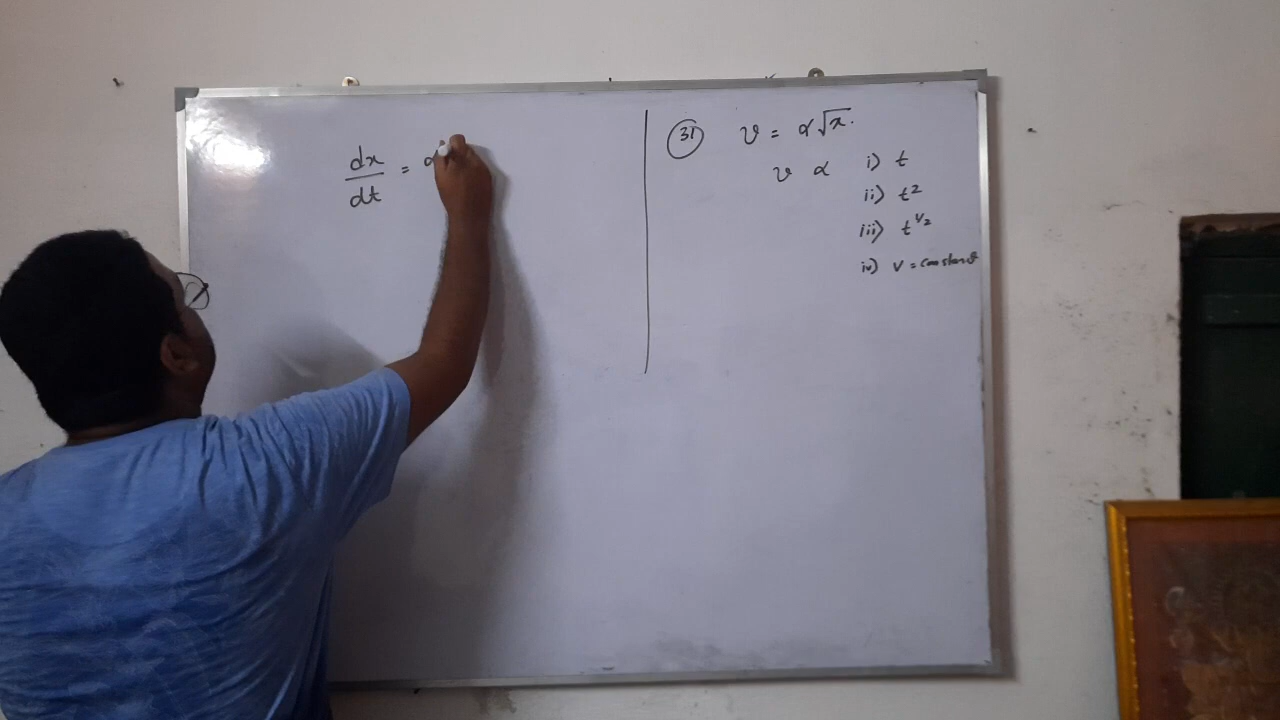 dx
dt = α
31 v = α√x.
v α i) t
ii) t²
iii) t^1/2
iv) v = constant